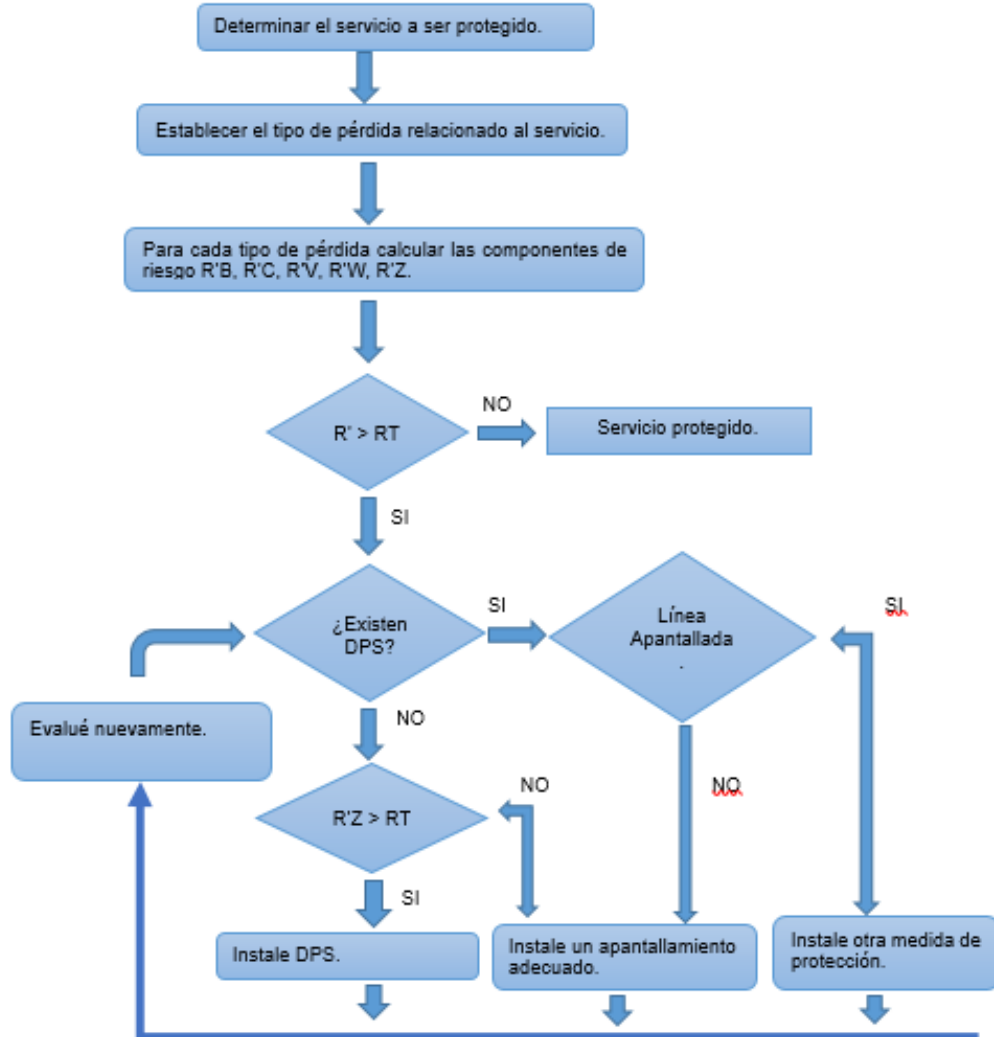 Determinar el servicio a ser protegido.
Establecer el tipo de pérdida relacionado al servicio.
Para cada tipo de pérdida calcular las componentes de
riesgo R'B, R'C, R'V, R'W, R'Z.
R' > RT
NO
Servicio protegido.
SI
¿Existen
DPS?
SI
Línea
Apantallada
.
SI
Evalué nuevamente.
NO
R'Z > RT
NO
NO
SI
Instale DPS.
Instale un apantallamiento
adecuado.
Instale otra medida de
protección.